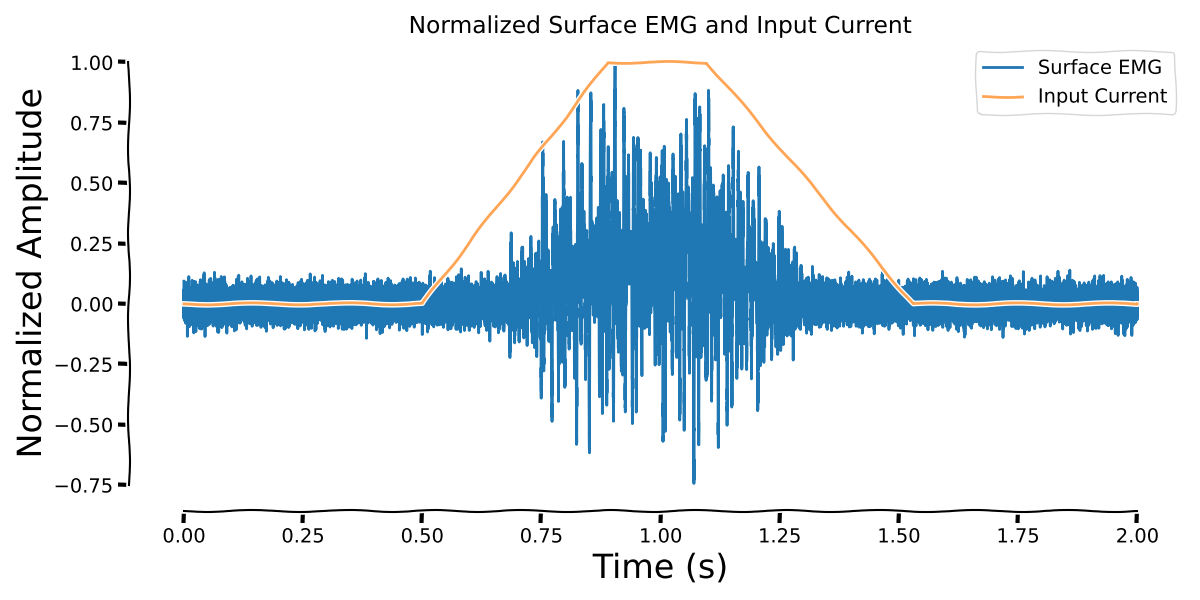 Normalized Surface EMG and Input Current
Surface EMG
Input Current
Normalized Amplitude
1.00
0.75
0.50
0.25
0.00
−0.25
−0.50
−0.75
0.00 0.25 0.50 0.75 1.00 1.25 1.50 1.75 2.00
Time (s)